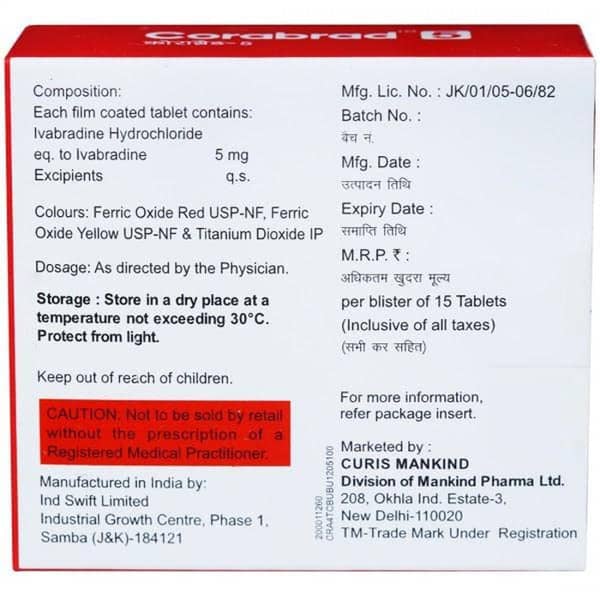 Corabrad™ 5
Composition:
Each film coated tablet contains:
Ivabradine Hydrochloride
eq. to Ivabradine 5 mg
Excipients q.s.
Colours: Ferric Oxide Red USP-NF, Ferric
Oxide Yellow USP-NF & Titanium Dioxide IP
Dosage: As directed by the Physician.
Storage : Store in a dry place at a
temperature not exceeding 30°C.
Protect from light.
Keep out of reach of children.
CAUTION: Not to be sold by retail
without the prescription of a
Registered Medical Practitioner.
Manufactured in India by:
Ind Swift Limited
Industrial Growth Centre, Phase 1,
Samba (J&K)-184121
Mfg. Lic. No. : JK/01/05-06/82
Batch No. :
बैच नं.
Mfg. Date :
उत्पादन तिथि
Expiry Date :
समाप्ति तिथि
M.R.P. ₹ :
अधिकतम खुदरा मूल्य
per blister of 15 Tablets
(Inclusive of all taxes)
(सभी कर सहित)
For more information,
refer package insert.
Marketed by :
CURIS MANKIND
Division of Mankind Pharma Ltd.
208, Okhla Ind. Estate-3,
New Delhi-110020
TM-Trade Mark Under Registration
200011260
CRA4TCBUBU1205100